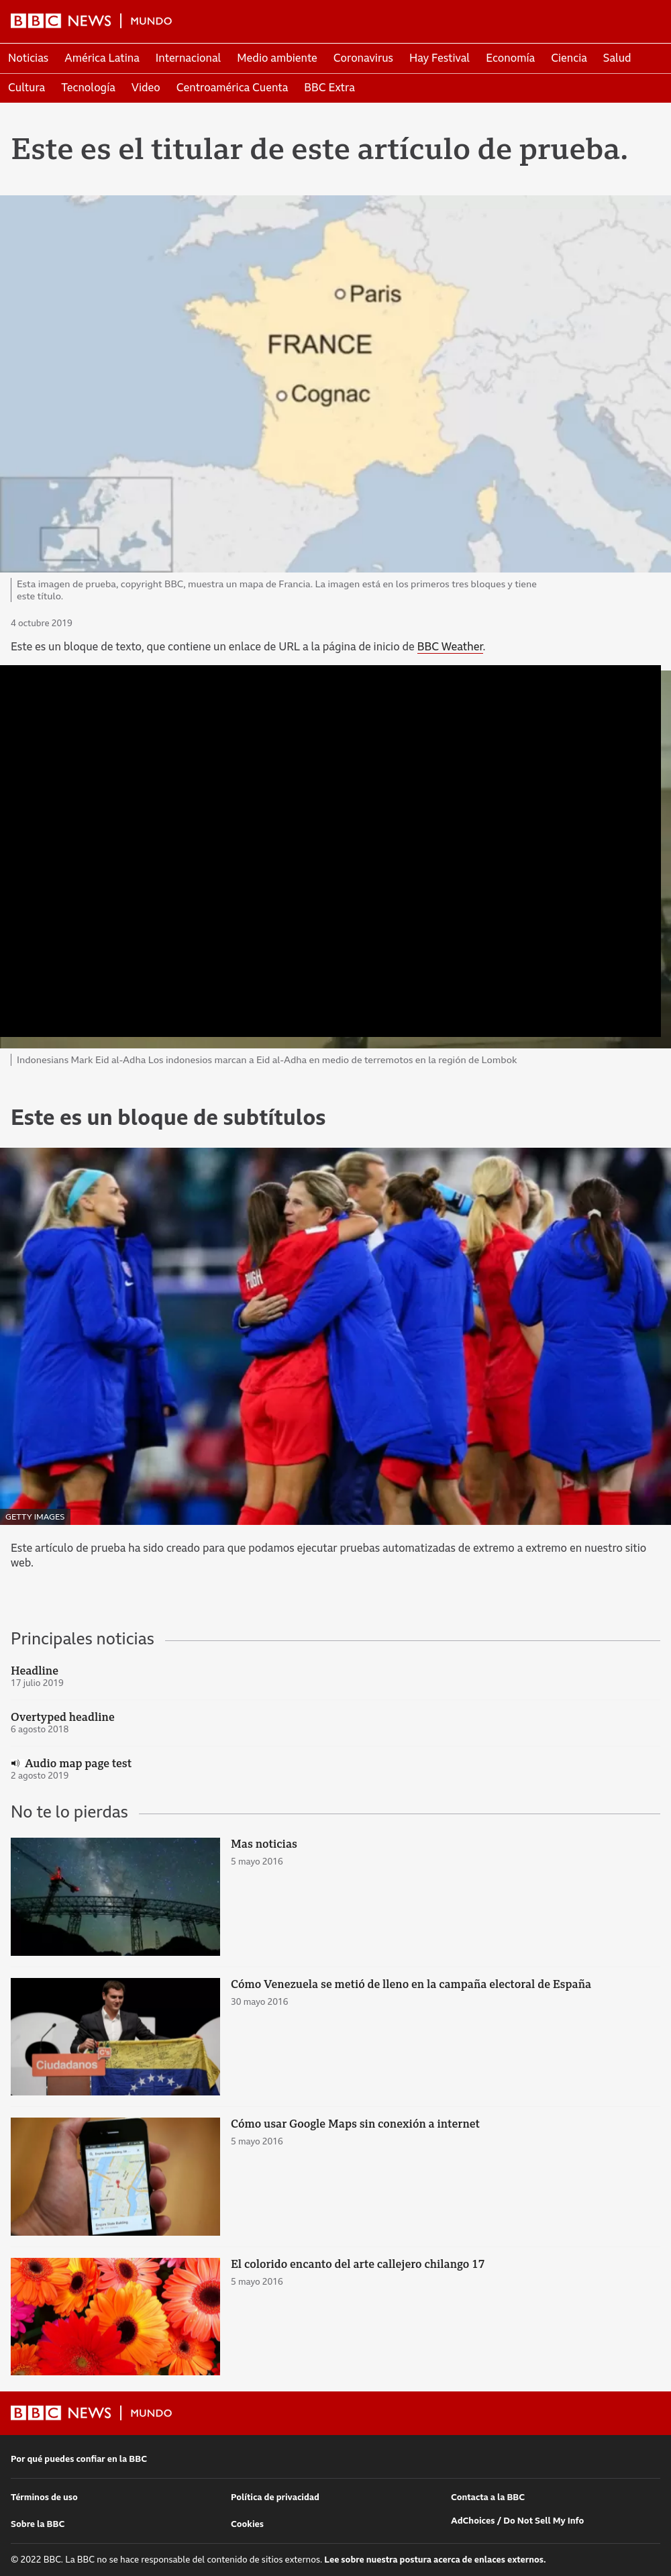 BBC NEWS | MUNDO
Noticias América Latina Internacional Medio ambiente Coronavirus Hay Festival Economía Ciencia Salud
Cultura Tecnología Video Centroamérica Cuenta BBC Extra
Este es el titular de este artículo de prueba.
Paris
FRANCE
Cognac
Esta imagen de prueba, copyright BBC, muestra un mapa de Francia. La imagen está en los primeros tres bloques y tiene
este título.
4 octubre 2019
Este es un bloque de texto, que contiene un enlace de URL a la página de inicio de BBC Weather.
Indonesians Mark Eid al-Adha Los indonesios marcan a Eid al-Adha en medio de terremotos en la región de Lombok
Este es un bloque de subtítulos
PUGH
GETTY IMAGES
Este artículo de prueba ha sido creado para que podamos ejecutar pruebas automatizadas de extremo a extremo en nuestro sitio
web.
Principales noticias
Headline
17 julio 2019
Overtyped headline
6 agosto 2018
Audio map page test
2 agosto 2019
No te lo pierdas
Mas noticias
5 mayo 2016
Cómo Venezuela se metió de lleno en la campaña electoral de España
30 mayo 2016
Ciudadanos
C's
Cómo usar Google Maps sin conexión a internet
5 mayo 2016
El colorido encanto del arte callejero chilango 17
5 mayo 2016
BBC NEWS | MUNDO
Por qué puedes confiar en la BBC
Términos de uso Política de privacidad Contacta a la BBC
Sobre la BBC Cookies AdChoices / Do Not Sell My Info
© 2022 BBC. La BBC no se hace responsable del contenido de sitios externos. Lee sobre nuestra postura acerca de enlaces externos.